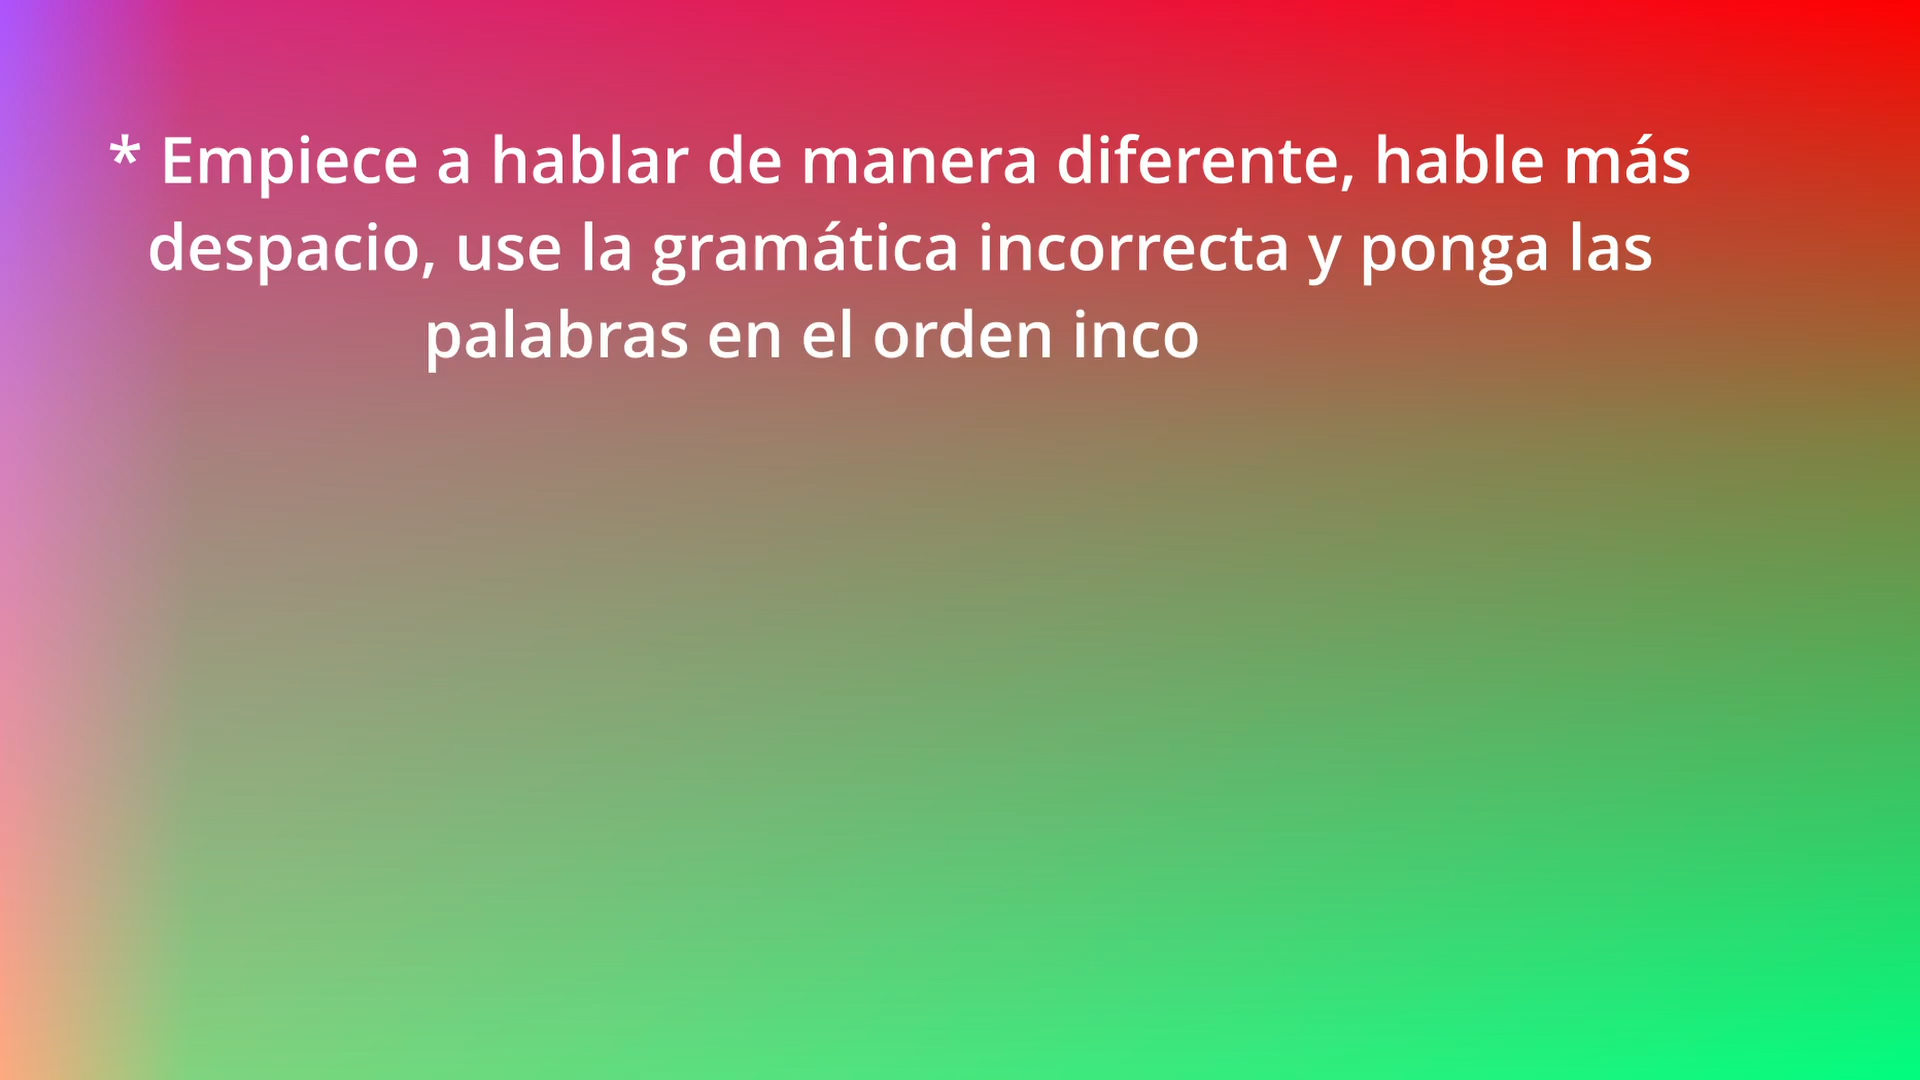 * Empiece a hablar de manera diferente, hable más
despacio, use la gramática incorrecta y ponga las
palabras en el orden inco